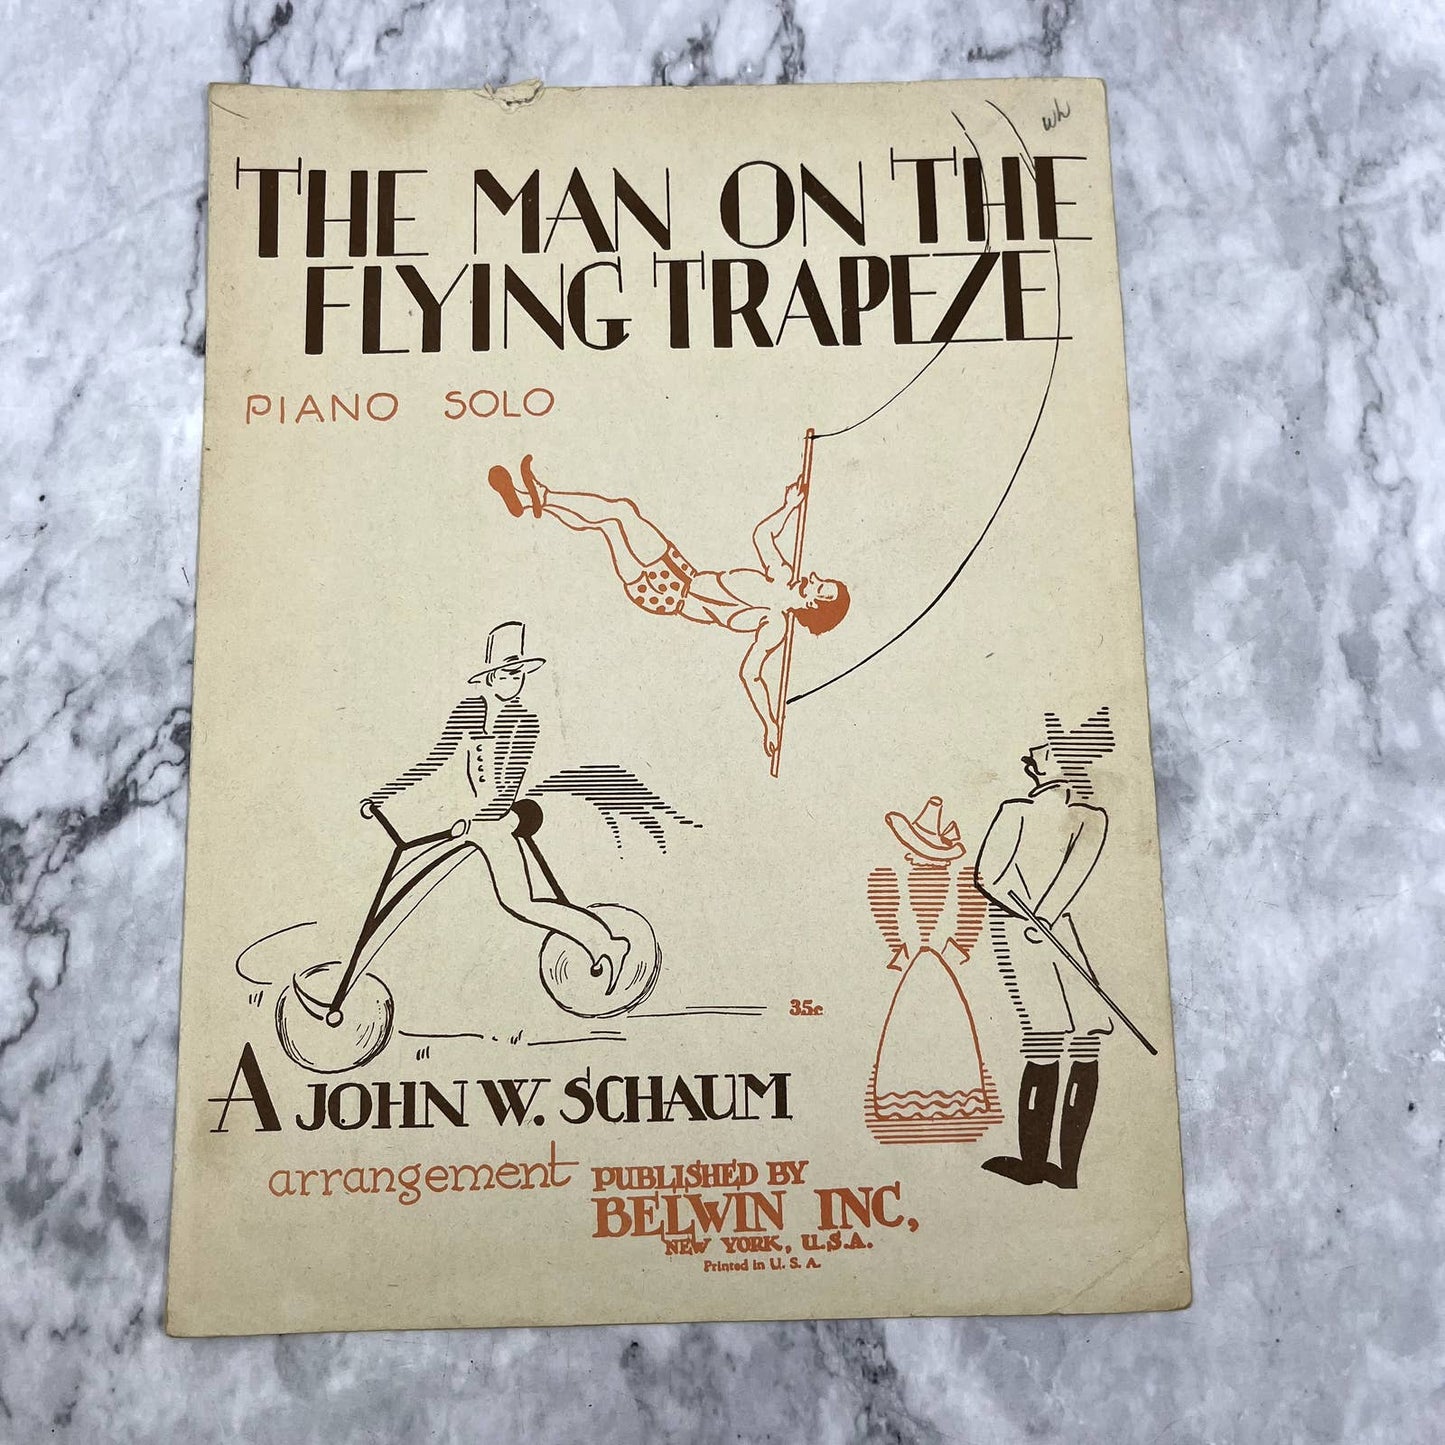 wh
THE MAN ON THE
FLYING TRAPEZE
PIANO SOLO
35c
A JOHN W. SCHAUM
arrangement
PUBLISHED BY
BELWIN INC,
NEW YORK, U.S.A.
Printed in U. S. A.